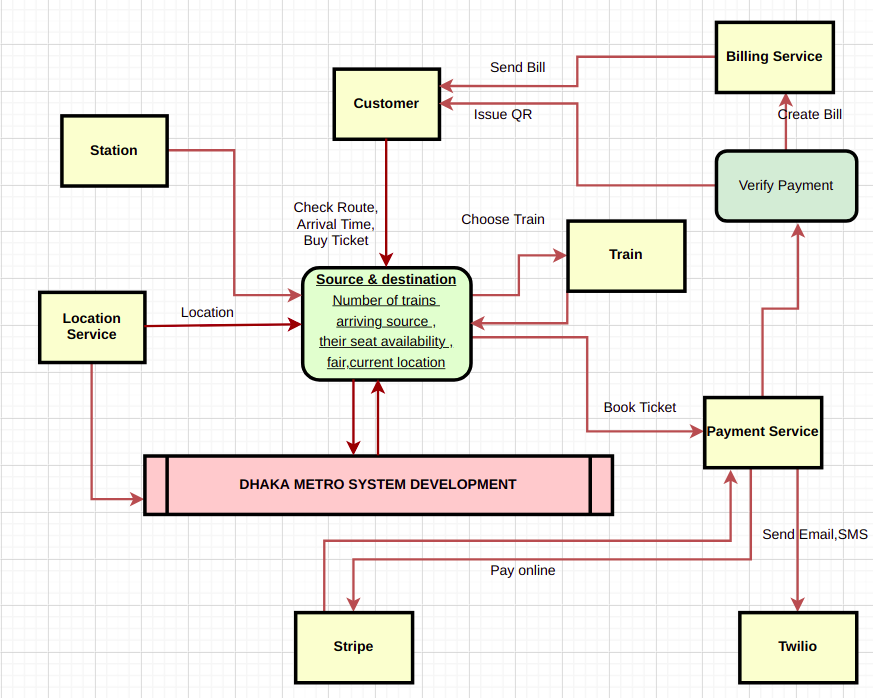 Billing Service
Send Bill
Customer
Issue QR
Create Bill
Station
Verify Payment
Check Route,
Arrival Time,
Buy Ticket
Choose Train
Train
Source & destination
Number of trains
arriving source ,
their seat availability ,
fair,current location
Location
Service
Location
Book Ticket
Payment Service
DHAKA METRO SYSTEM DEVELOPMENT
Send Email,SMS
Pay online
Stripe
Twilio